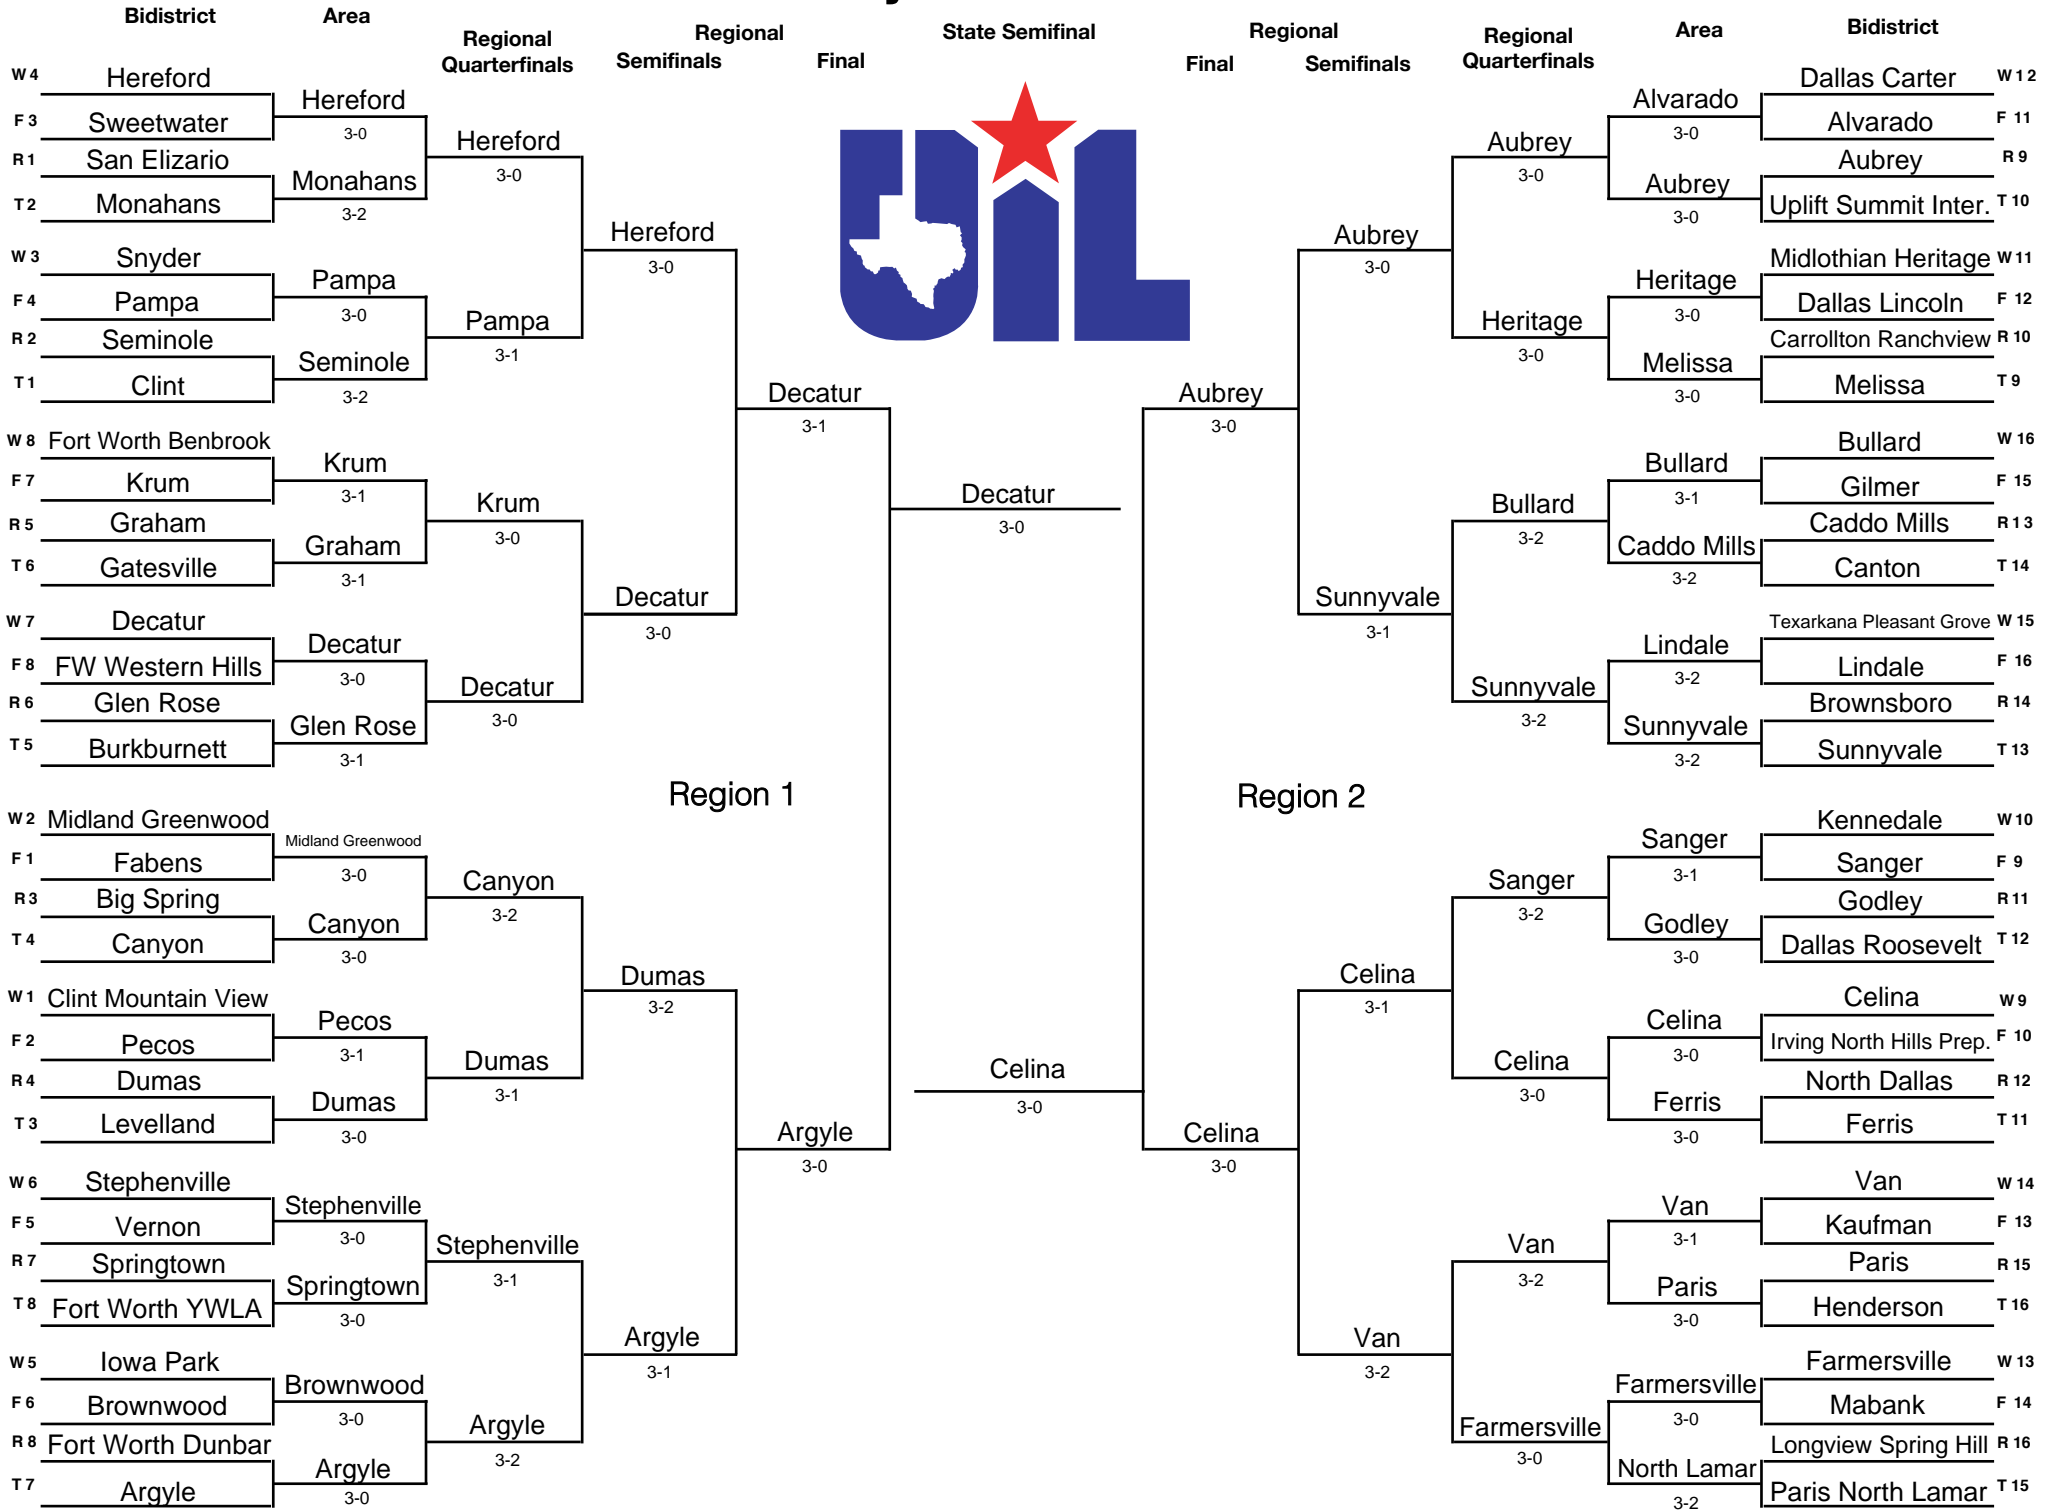 Bidistrict
Area
Regional
Quarterfinals
Regional
Semifinals
Final
State Semifinal
Regional
Final
Semifinals
Regional
Quarterfinals
Area
Bidistrict
W 4 Hereford
F 3 Sweetwater
R 1 San Elizario
T 2 Monahans
W 3 Snyder
F 4 Pampa
R 2 Seminole
T 1 Clint
W 8 Fort Worth Benbrook
F 7 Krum
R 5 Graham
T 6 Gatesville
W 7 Decatur
F 8 FW Western Hills
R 6 Glen Rose
T 5 Burkburnett
W 2 Midland Greenwood
F 1 Fabens
R 3 Big Spring
T 4 Canyon
W 1 Clint Mountain View
F 2 Pecos
R 4 Dumas
T 3 Levelland
W 6 Stephenville
F 5 Vernon
R 7 Springtown
T 8 Fort Worth YWLA
W 5 Iowa Park
F 6 Brownwood
R 8 Fort Worth Dunbar
T 7 Argyle
Hereford
3-0
Monahans
3-2
Pampa
3-0
Seminole
3-2
Krum
3-1
Graham
3-1
Decatur
3-0
Glen Rose
3-1
Midland Greenwood
3-0
Canyon
3-0
Pecos
3-1
Dumas
3-0
Stephenville
3-0
Springtown
3-0
Brownwood
3-0
Argyle
3-0
Hereford
3-0
Pampa
3-1
Krum
3-0
Decatur
3-0
Canyon
3-2
Dumas
3-1
Stephenville
3-1
Argyle
3-2
Hereford
3-0
Decatur
3-0
Dumas
3-2
Argyle
3-1
Decatur
3-1
Argyle
3-0
Region 1
UIL
Decatur
3-0
Celina
3-0
Region 2
Aubrey
3-0
Celina
3-0
Aubrey
3-0
Sunnyvale
3-1
Celina
3-1
Van
3-2
Aubrey
3-0
Heritage
3-0
Bullard
3-2
Sunnyvale
3-2
Sanger
3-2
Celina
3-0
Van
3-2
Farmersville
3-0
Alvarado
3-0
Aubrey
3-0
Heritage
3-0
Melissa
3-0
Bullard
3-1
Caddo Mills
3-2
Lindale
3-2
Sunnyvale
3-2
Sanger
3-1
Godley
3-0
Celina
3-0
Ferris
3-0
Van
3-1
Paris
3-0
Farmersville
3-0
North Lamar
3-2
Dallas Carter W 12
Alvarado F 11
Aubrey R 9
Uplift Summit Inter. T 10
Midlothian Heritage W 11
Dallas Lincoln F 12
Carrollton Ranchview R 10
Melissa T 9
Bullard W 16
Gilmer F 15
Caddo Mills R 13
Canton T 14
Texarkana Pleasant Grove W 15
Lindale F 16
Brownsboro R 14
Sunnyvale T 13
Kennedale W 10
Sanger F 9
Godley R 11
Dallas Roosevelt T 12
Celina W 9
Irving North Hills Prep. F 10
North Dallas R 12
Ferris T 11
Van W 14
Kaufman F 13
Paris R 15
Henderson T 16
Farmersville W 13
Mabank F 14
Longview Spring Hill R 16
Paris North Lamar T 15